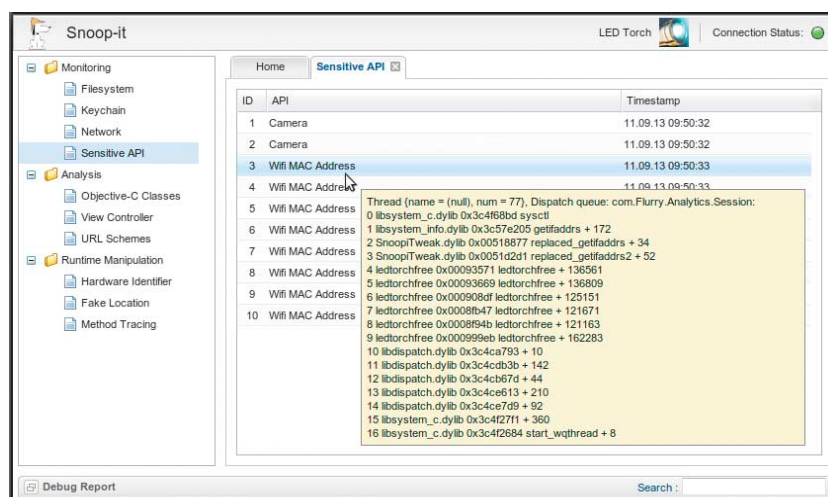 Snoop-it
LED Torch
Connection Status:
Monitoring
Filesystem
Keychain
Network
Sensitive API
Analysis
Objective-C Classes
View Controller
URL Schemes
Runtime Manipulation
Hardware Identifier
Fake Location
Method Tracing
Home
Sensitive API
ID API Timestamp
1 Camera 11.09.13 09:50:32
2 Camera 11.09.13 09:50:32
3 Wifi MAC Address 11.09.13 09:50:33
4 Wifi MAC Address 11.09.13 09:50:33
5 Wifi MAC Address
6 Wifi MAC Address
7 Wifi MAC Address
8 Wifi MAC Address
9 Wifi MAC Address
10 Wifi MAC Address
Thread {name = (null), num = 77}, Dispatch queue: com.Flurry.Analytics.Session:
0 libsystem_c.dylib 0x3c4f68bd sysctl
1 libsystem_info.dylib 0x3c57e205 getifaddrs + 172
2 SnoopiTweak.dylib 0x00518877 replaced_getifaddrs + 34
3 SnoopiTweak.dylib 0x0051d2d1 replaced_getifaddrs2 + 52
4 ledtorchfree 0x00093571 ledtorchfree + 136561
5 ledtorchfree 0x00093669 ledtorchfree + 136809
6 ledtorchfree 0x000908df ledtorchfree + 125151
7 ledtorchfree 0x0008fb47 ledtorchfree + 121671
8 ledtorchfree 0x0008f94b ledtorchfree + 121163
9 ledtorchfree 0x000999eb ledtorchfree + 162283
10 libdispatch.dylib 0x3c4ca793 + 10
11 libdispatch.dylib 0x3c4cdb3b + 142
12 libdispatch.dylib 0x3c4cb67d + 44
13 libdispatch.dylib 0x3c4ce613 + 210
14 libdispatch.dylib 0x3c4ce7d9 + 92
15 libsystem_c.dylib 0x3c4f27f1 + 360
16 libsystem_c.dylib 0x3c4f2684 start_wqthread + 8
Debug Report
Search :